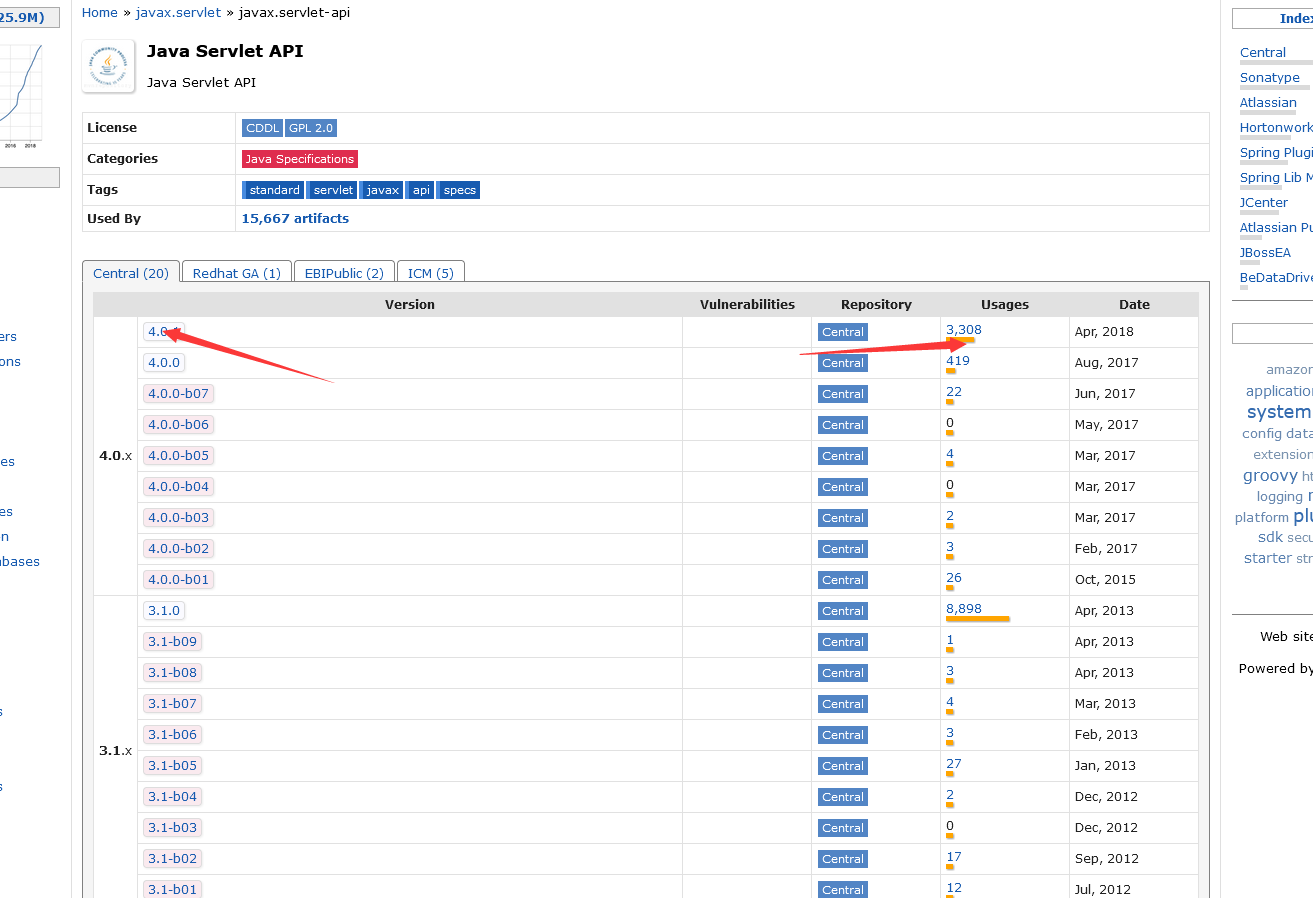 25.9M)
2016 2018
ers
ons
es
es
n
abases
s
s
Home » javax.servlet » javax.servlet-api
Java Servlet API
Java Servlet API
License CDDL GPL 2.0
Categories Java Specifications
Tags standard servlet javax api specs
Used By 15,667 artifacts
Central (20) Redhat GA (1) EBIPublic (2) ICM (5)
Version Vulnerabilities Repository Usages Date
Central 3,308 Apr, 2018
4.0.0 Central 419 Aug, 2017
4.0.0-b07 Central 22 Jun, 2017
4.0.0-b06 Central 0 May, 2017
4.0.0-b05 Central 4 Mar, 2017
4.0.x
4.0.0-b04 Central 0 Mar, 2017
4.0.0-b03 Central 2 Mar, 2017
4.0.0-b02 Central 3 Feb, 2017
4.0.0-b01 Central 26 Oct, 2015
3.1.0 Central 8,898 Apr, 2013
3.1-b09 Central 1 Apr, 2013
3.1-b08 Central 3 Apr, 2013
3.1-b07 Central 4 Mar, 2013
3.1-b06 Central 3 Feb, 2013
3.1.x
3.1-b05 Central 27 Jan, 2013
3.1-b04 Central 2 Dec, 2012
3.1-b03 Central 0 Dec, 2012
3.1-b02 Central 17 Sep, 2012
3.1-b01 Central 12 Jul, 2012
Inde
Central
Sonatype
Atlassian
Hortonwork
Spring Plugi
Spring Lib M
JCenter
Atlassian Pu
JBossEA
BeDataDrive
amazon
application
system
config data
extension
groovy ht
logging
platform plu
sdk secu
starter str
Web site
Powered by